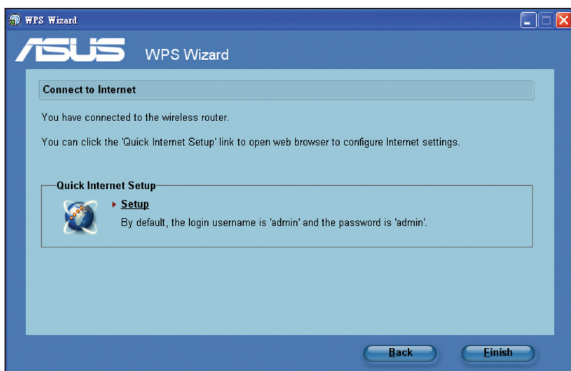 WPS Wizard
ASUS WPS Wizard
Connect to Internet
You have connected to the wireless router.
You can click the 'Quick Internet Setup' link to open web browser to configure Internet settings.
Quick Internet Setup
Setup
By default, the login username is 'admin' and the password is 'admin'.
Back Finish